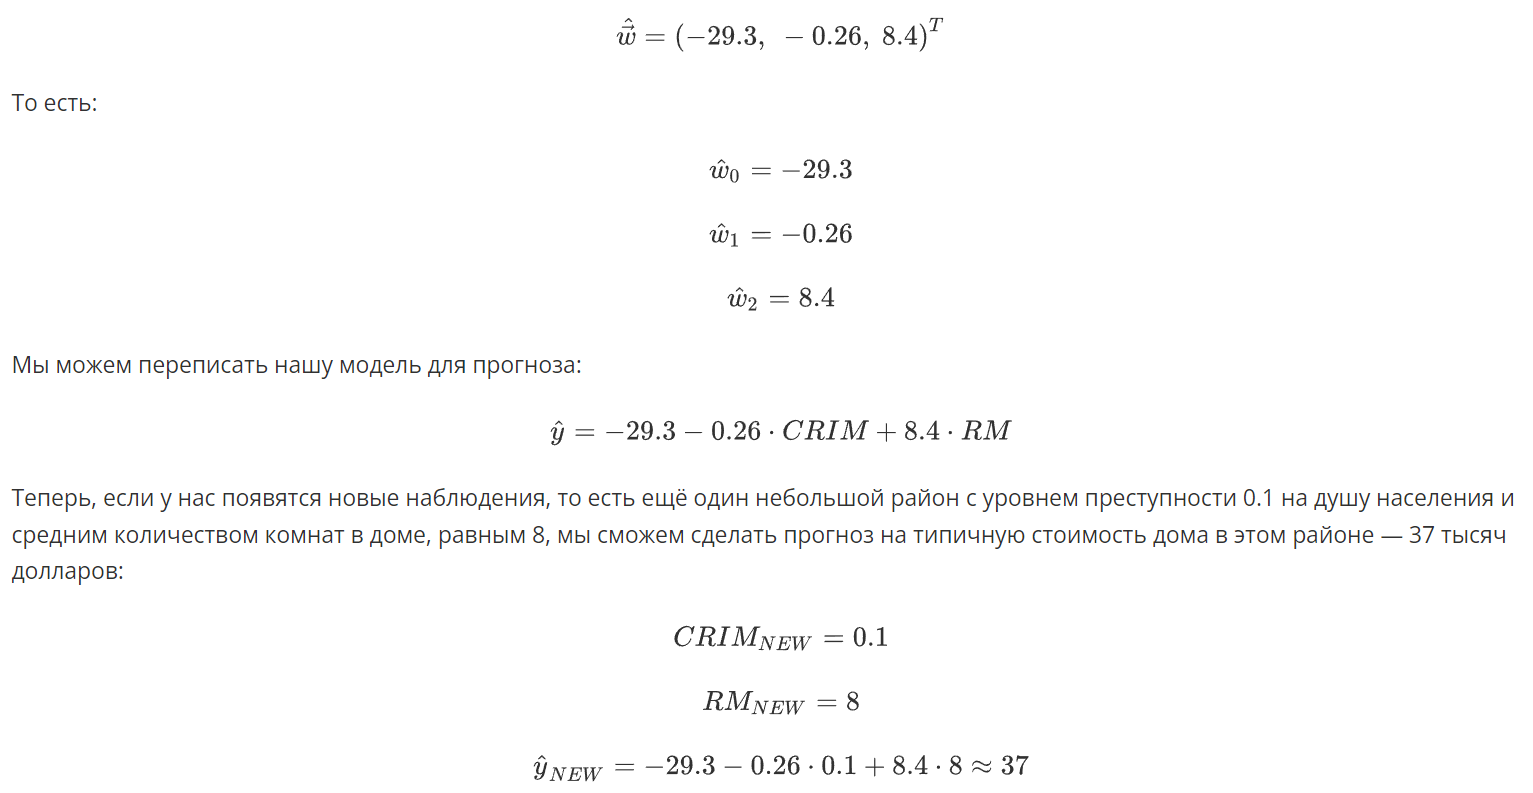 $\hat{\vec{w}} = (-29.3, \ -0.26, \ 8.4)^T$
То есть:
$\hat{w}_0 = -29.3$
$\hat{w}_1 = -0.26$
$\hat{w}_2 = 8.4$
Мы можем переписать нашу модель для прогноза:
$\hat{y} = -29.3 - 0.26 \cdot CRIM + 8.4 \cdot RM$
Теперь, если у нас появятся новые наблюдения, то есть ещё один небольшой район с уровнем преступности 0.1 на душу населения и
средним количеством комнат в доме, равным 8, мы сможем сделать прогноз на типичную стоимость дома в этом районе — 37 тысяч
долларов:
$CRIM_{NEW} = 0.1$
$RM_{NEW} = 8$
$\hat{y}_{NEW} = -29.3 - 0.26 \cdot 0.1 + 8.4 \cdot 8 \approx 37$